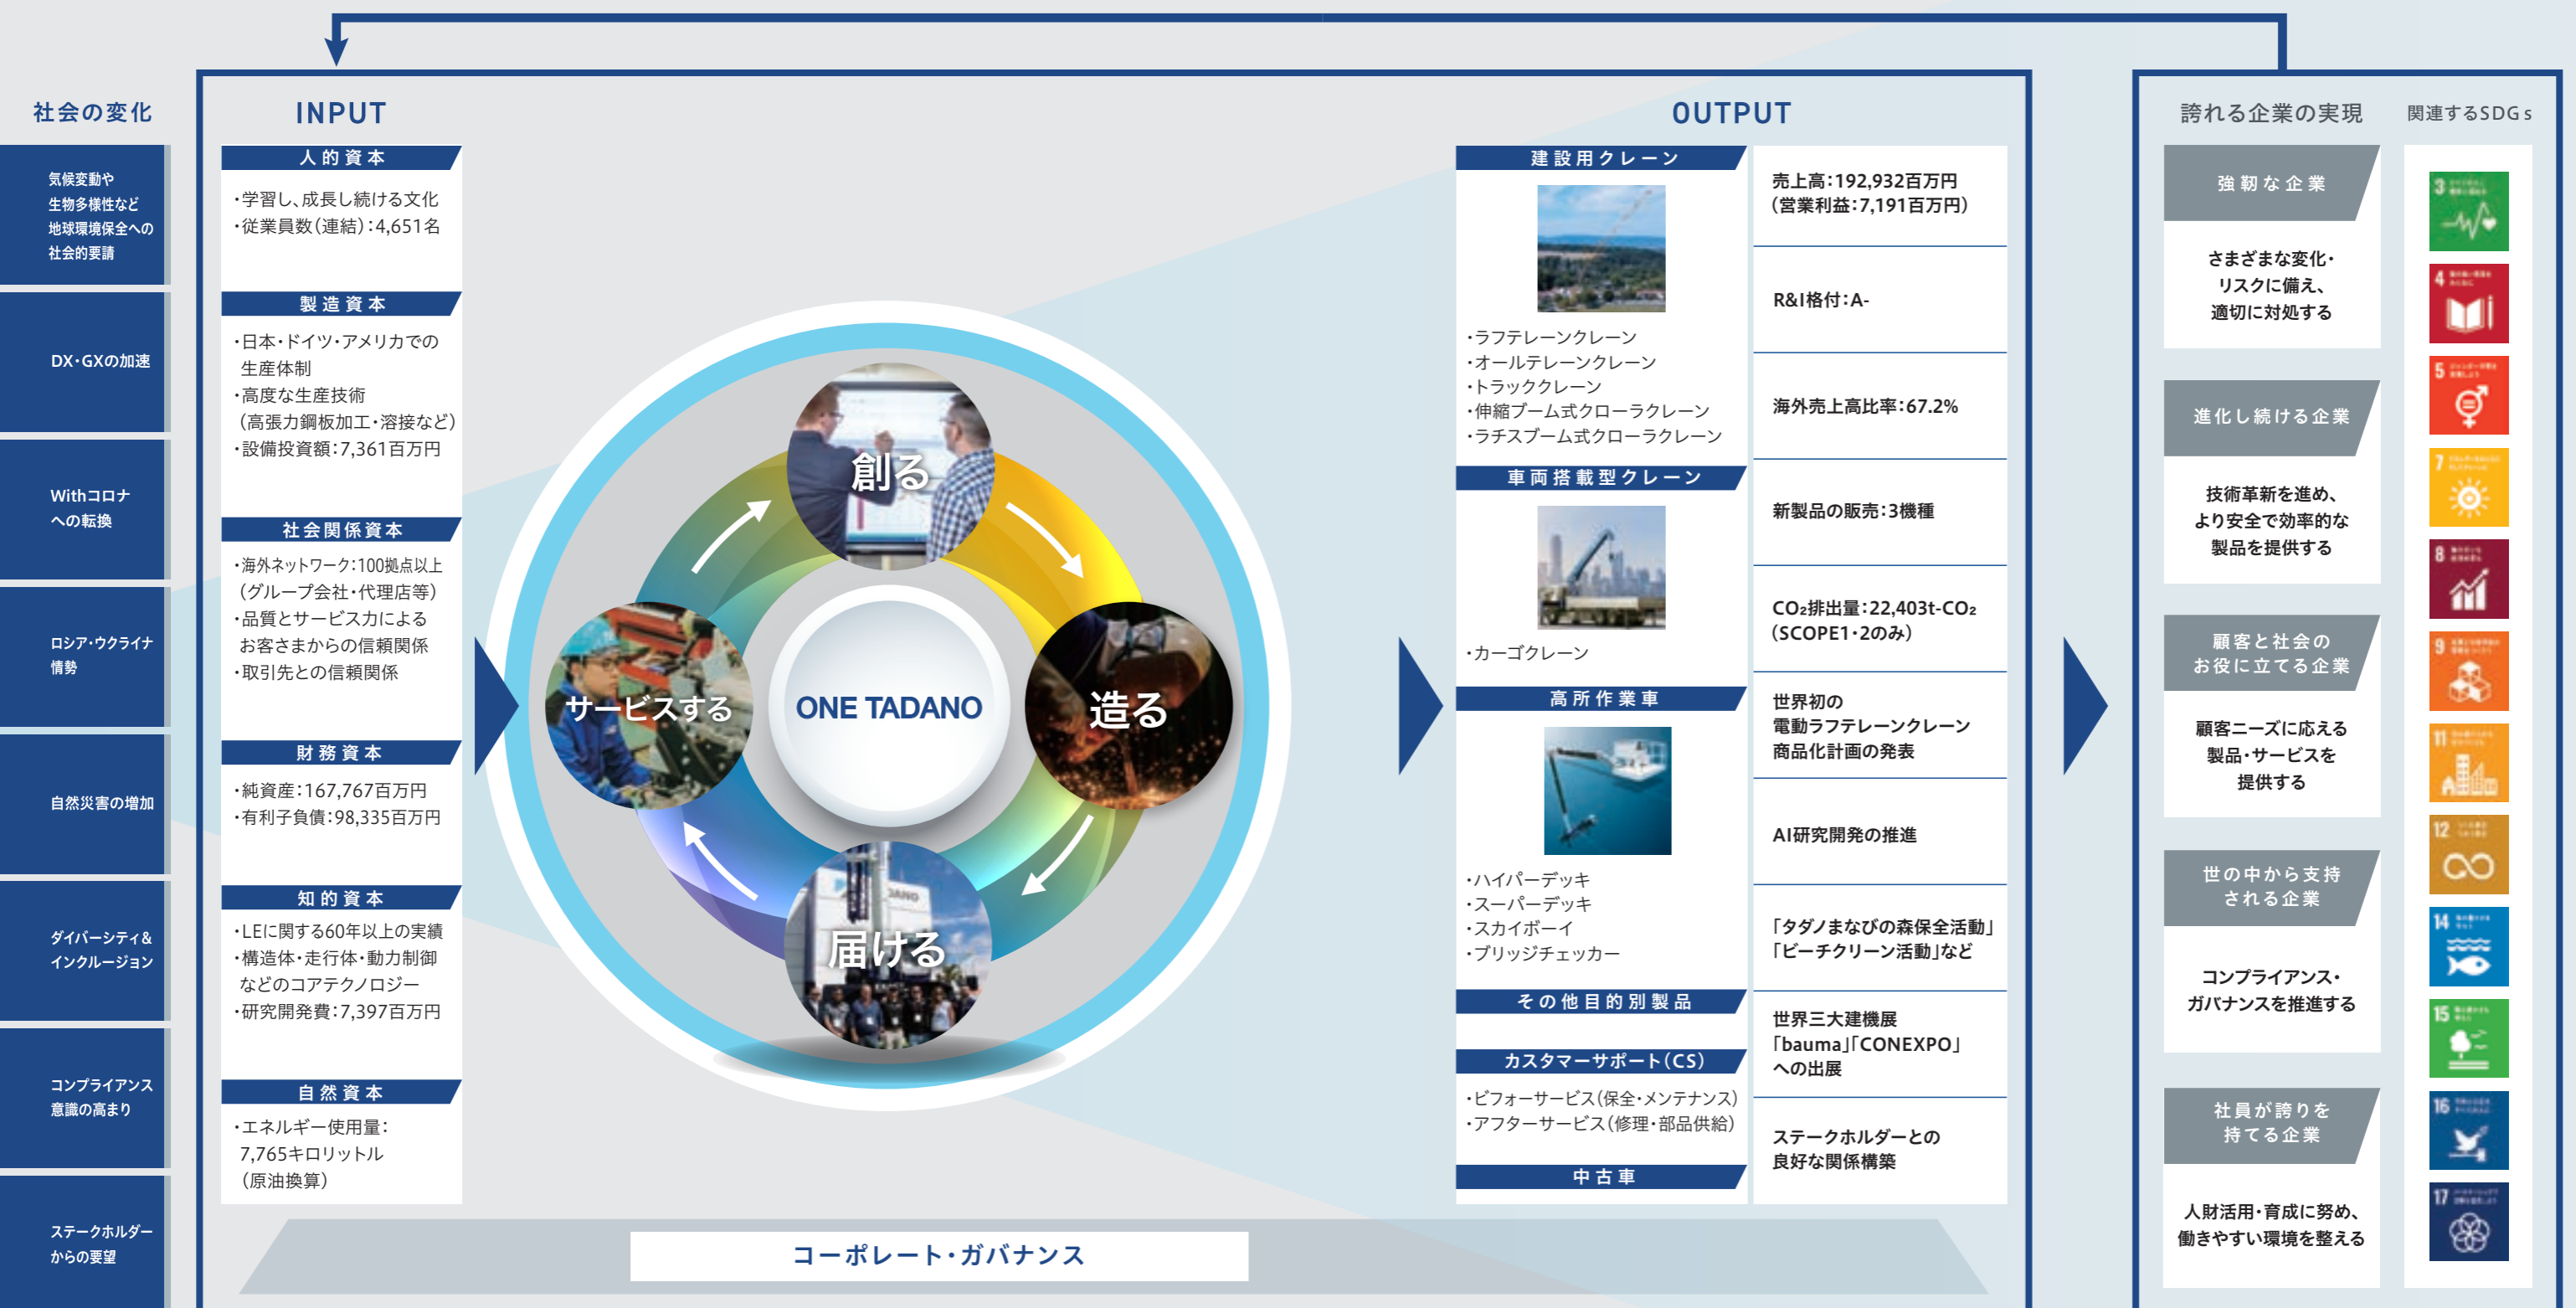 社会の変化
気候変動や
生物多様性など
地球環境保全への
社会的要請
DX・GXの加速
Withコロナ
への転換
ロシア・ウクライナ
情勢
自然災害の増加
ダイバーシティ&
インクルージョン
コンプライアンス
意識の高まり
ステークホルダー
からの要望
INPUT
人的資本
・学習し、成長し続ける文化
・従業員数（連結）：4,651名
製造資本
・日本・ドイツ・アメリカでの
生産体制
・高度な生産技術
（高張力鋼板加工・溶接など）
・設備投資額：7,361百万円
社会関係資本
・海外ネットワーク：100拠点以上
（グループ会社・代理店等）
・品質とサービス力による
お客さまからの信頼関係
・取引先との信頼関係
財務資本
・純資産：167,767百万円
・有利子負債：98,335百万円
知的資本
・LEに関する60年以上の実績
・構造体・走行体・動力制御
などのコアテクノロジー
・研究開発費：7,397百万円
自然資本
・エネルギー使用量：
7,765キロリットル
（原油換算）
創る
造る
届ける
サービスする
ONE TADANO
OUTPUT
建設用クレーン
・ラフテレーンクレーン
・オールテレーンクレーン
・トラッククレーン
・伸縮ブーム式クローラクレーン
・ラチスブーム式クローラクレーン
車両搭載型クレーン
・カーゴクレーン
高所作業車
・ハイパーデッキ
・スーパーデッキ
・スカイボーイ
・ブリッジチェッカー
その他目的別製品
カスタマーサポート（CS）
・ビフォーサービス（保全・メンテナンス）
・アフターサービス（修理・部品供給）
中古車
売上高：192,932百万円
（営業利益：7,191百万円）
R&I格付：A-
海外売上高比率：67.2%
新製品の販売：3機種
CO₂排出量：22,403t-CO₂
（SCOPE1・2のみ）
世界初の
電動ラフテレーンクレーン
商品化計画の発表
AI研究開発の推進
「タダノまなびの森保全活動」
「ビーチクリーン活動」など
世界三大建機展
「bauma」「CONEXPO」
への出展
ステークホルダーとの
良好な関係構築
コーポレート・ガバナンス
誇れる企業の実現
強靭な企業
さまざまな変化・
リスクに備え、
適切に対処する
進化し続ける企業
技術革新を進め、
より安全で効率的な
製品を提供する
顧客と社会の
お役に立てる企業
顧客ニーズに応える
製品・サービスを
提供する
世の中から支持
される企業
コンプライアンス・
ガバナンスを推進する
社員が誇りを
持てる企業
人財活用・育成に努め、
働きやすい環境を整える
関連するSDGs
3
4
5
7
8
9
11
12
14
15
16
17